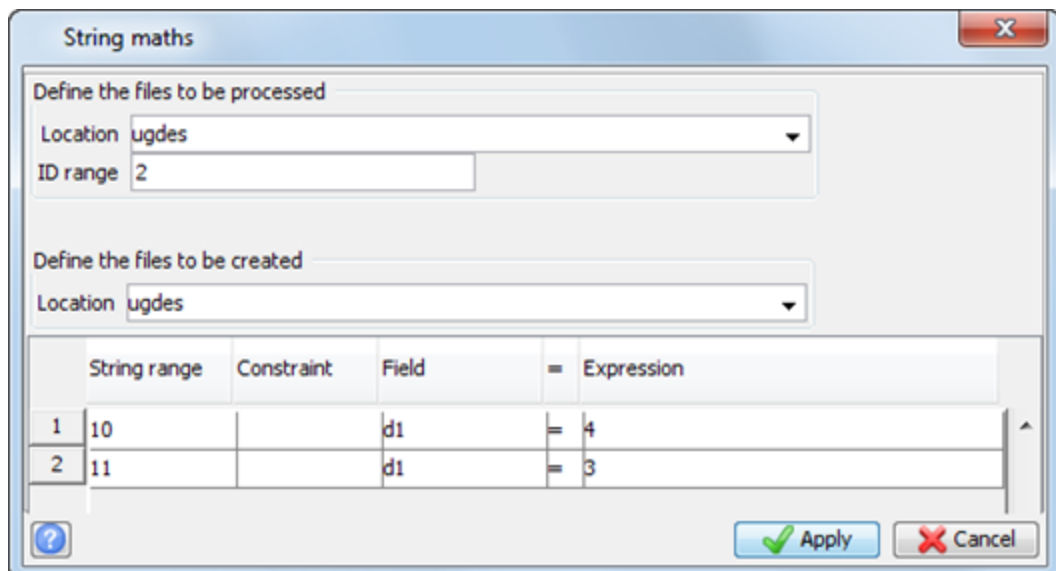 String maths
x
Define the files to be processed
Location ugdes
ID range 2
Define the files to be created
Location ugdes
String range Constraint Field = Expression
1 10 d1 = 4
2 11 d1 = 3
? Apply Cancel